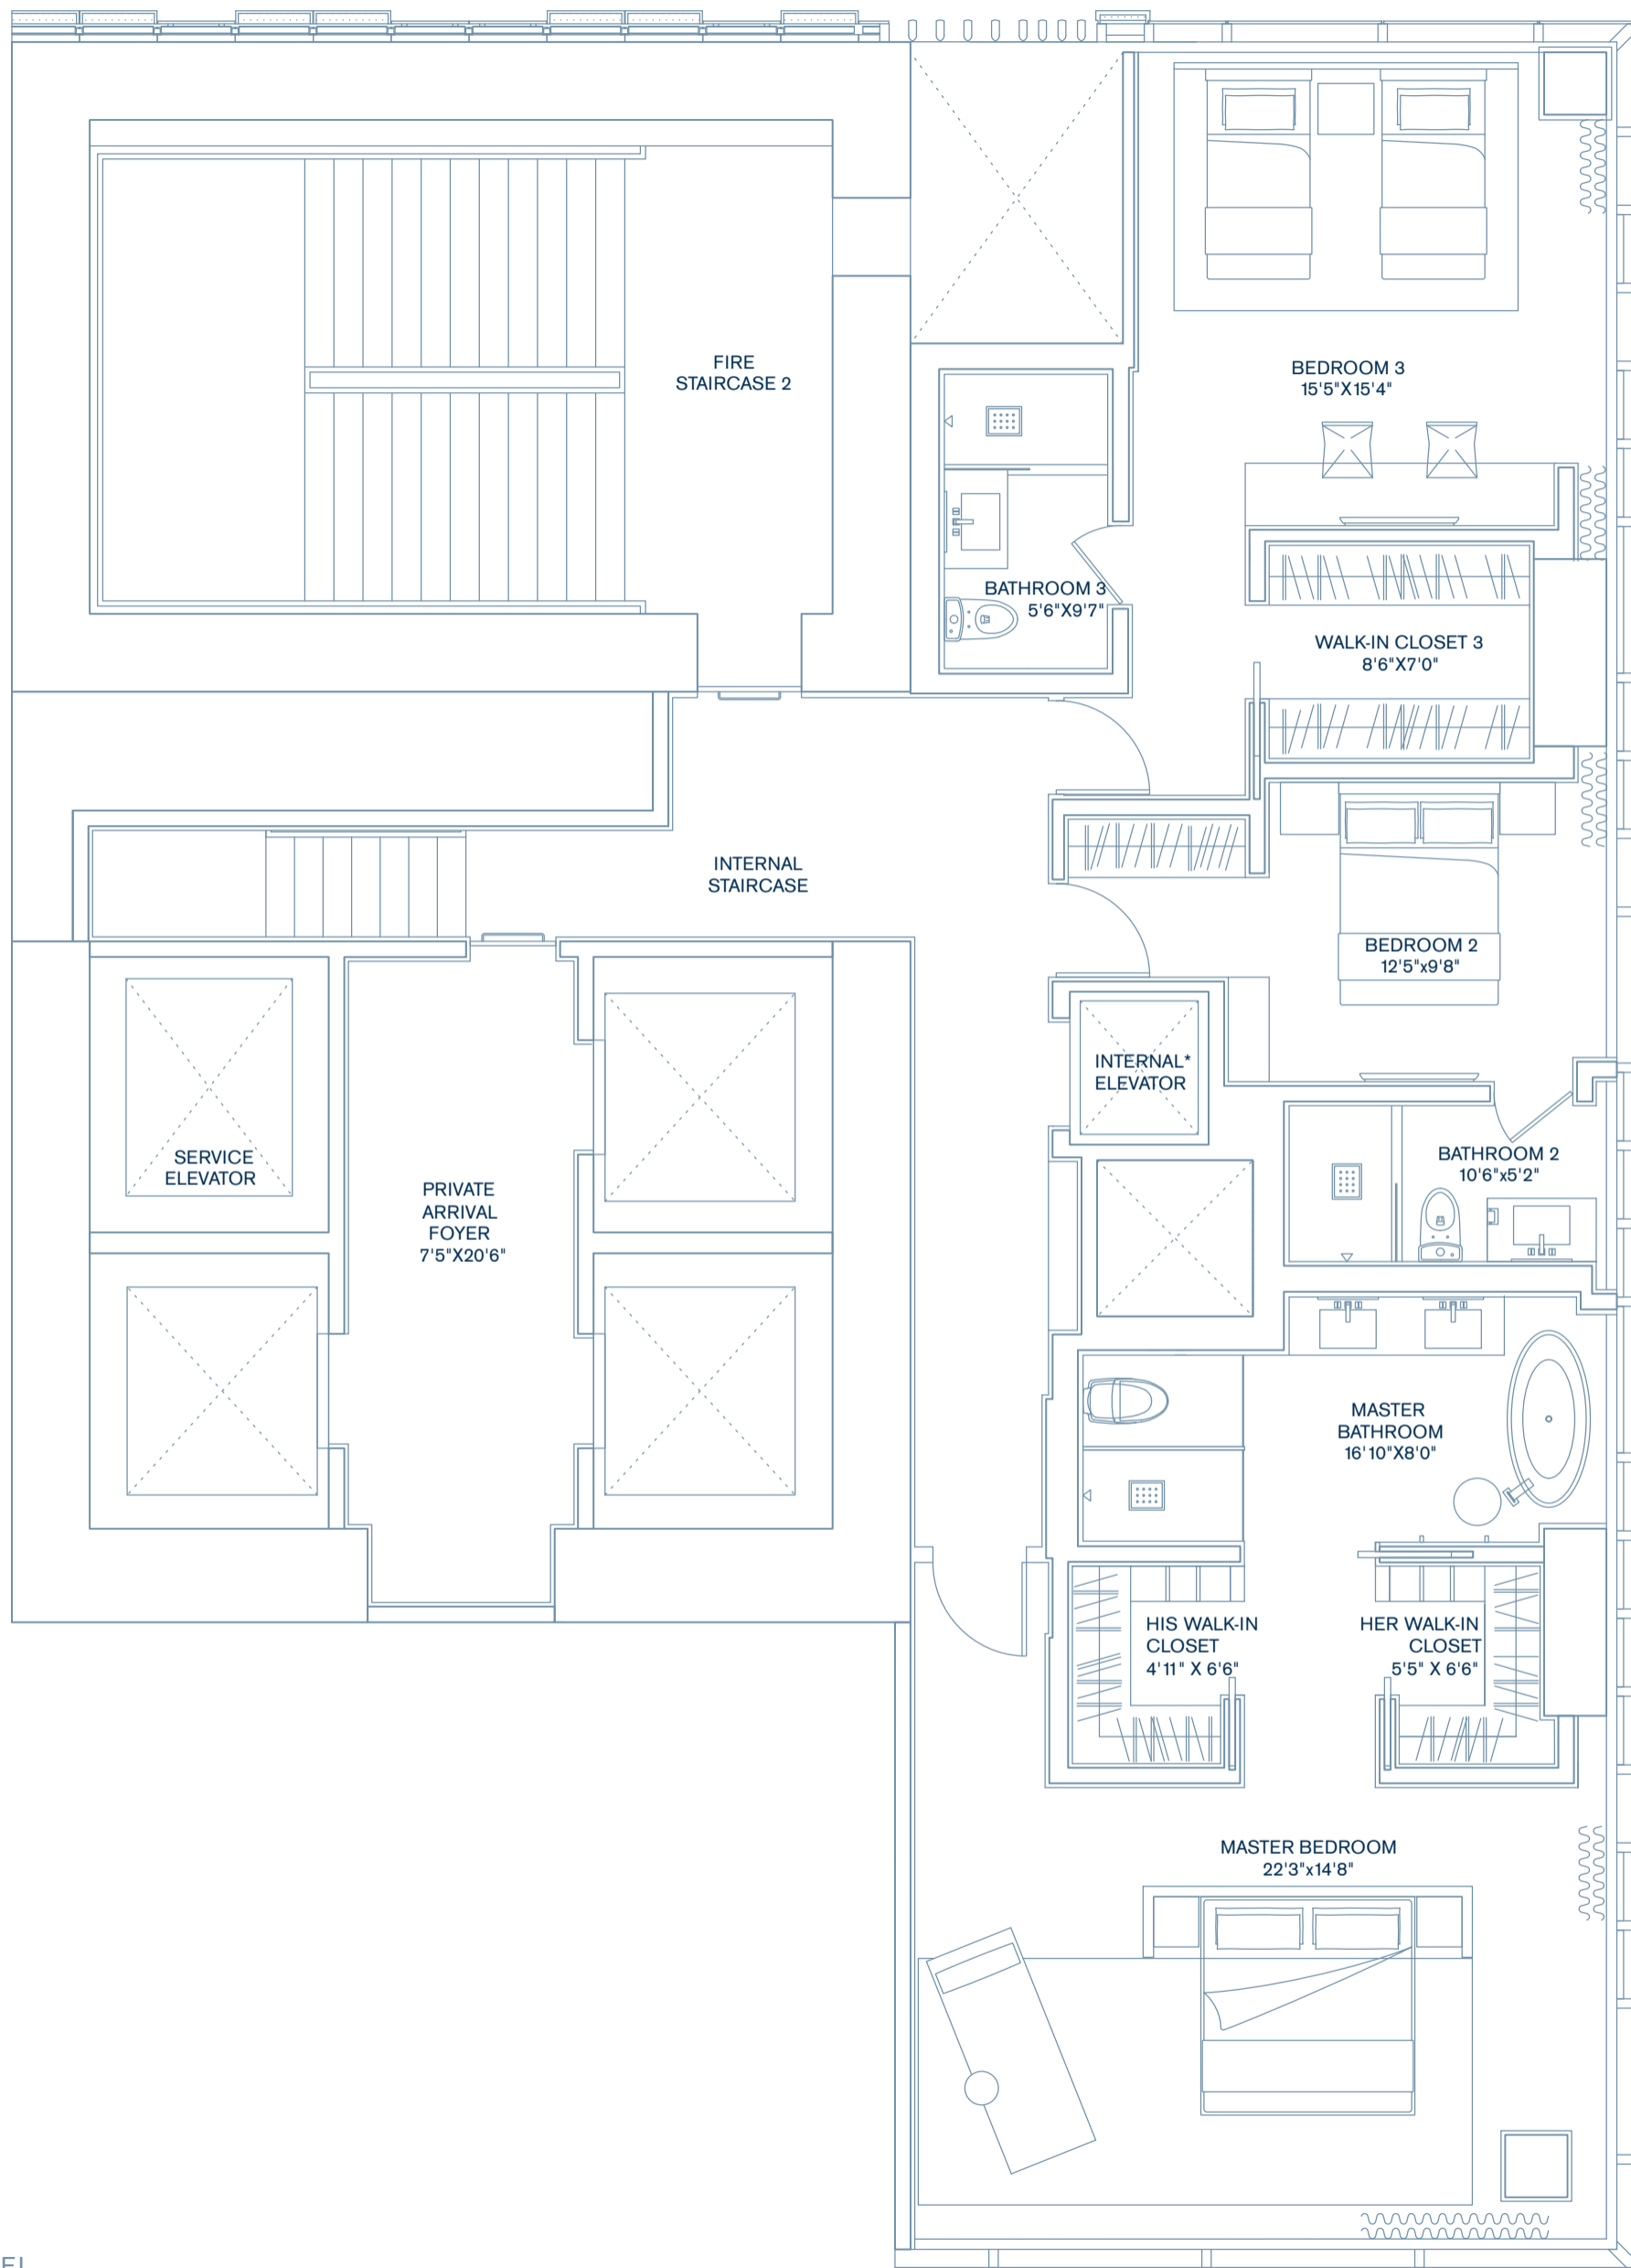 FIRE
STAIRCASE 2
BEDROOM 3
15'5"X15'4"
BATHROOM 3
5'6"X9'7"
WALK-IN CLOSET 3
8'6"X7'0"
INTERNAL
STAIRCASE
BEDROOM 2
12'5"x9'8"
INTERNAL*
ELEVATOR
SERVICE
ELEVATOR
PRIVATE
ARRIVAL
FOYER
7'5"X20'6"
BATHROOM 2
10'6"x5'2"
MASTER
BATHROOM
16'10"X8'0"
HIS WALK-IN
CLOSET
4'11" X 6'6"
HER WALK-IN
CLOSET
5'5" X 6'6"
MASTER BEDROOM
22'3"x14'8"